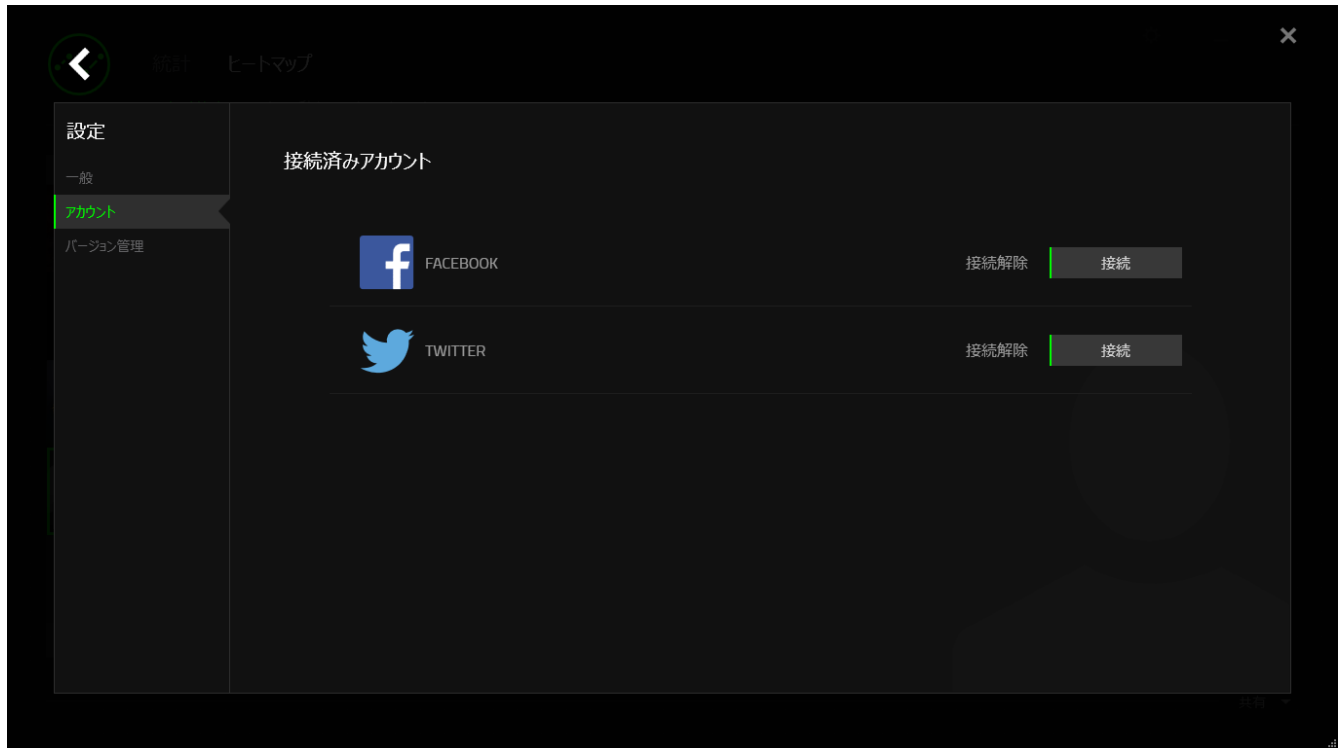 統計 ヒートマップ
設定
一般
アカウント
バージョン管理
接続済みアカウント
FACEBOOK 接続解除 接続
TWITTER 接続解除 接続
共有